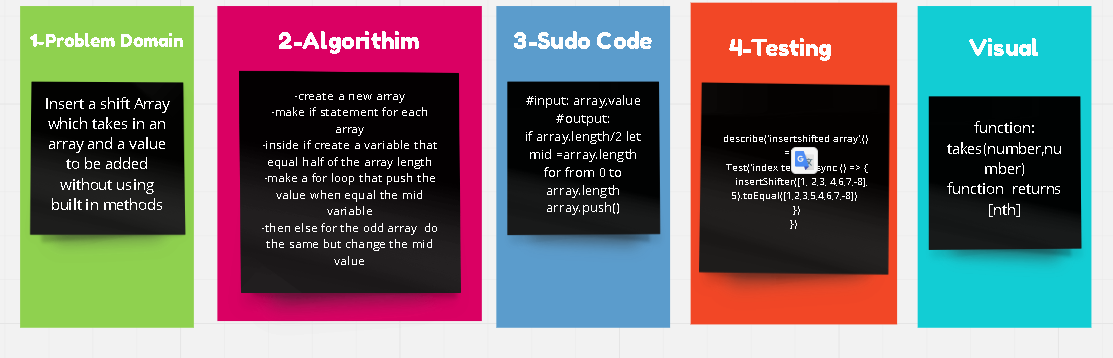 1-Problem Domain
Insert a shift Array
which takes in an
array and a value
to be added
without using
built in methods
2-Algorithim
-create a new array
-make if statement for each
array
-inside if create a variable that
equal half of the array length
-make a for loop that push the
value when equal the mid
variable
-then else for the odd array do
the same but change the mid
value
3-Sudo Code
#input: array,value
#output:
if array.length/2 let
mid =array.length
for from 0 to
array.length
array.push()
4-Testing
describe('insertshifted array',()
=
Test('index () => {
insertShifter([1, 2,3, 4,6,7,-8],
5).toEqual([1,2,3,5,4,6,7,-8])
})
})
Visual
function:
takes(number,nu
mber)
function returns
[nth]